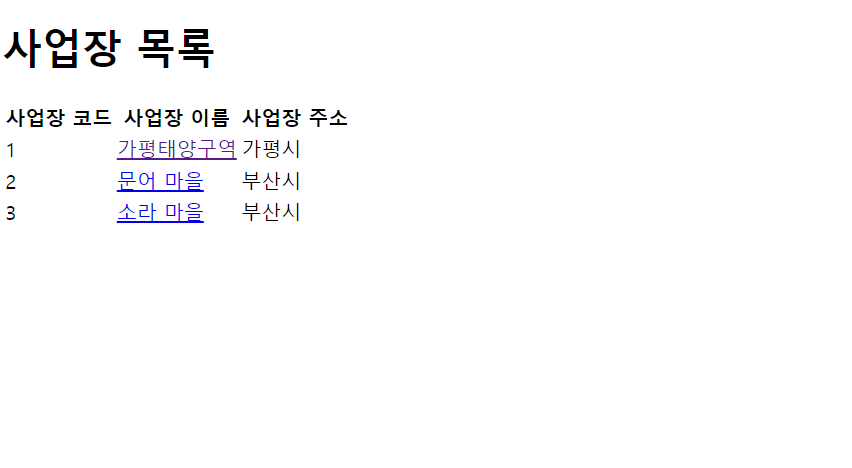 사업장 목록
사업장 코드 사업장 이름 사업장 주소
1 가평태양구역 가평시
2 문어 마을 부산시
3 소라 마을 부산시